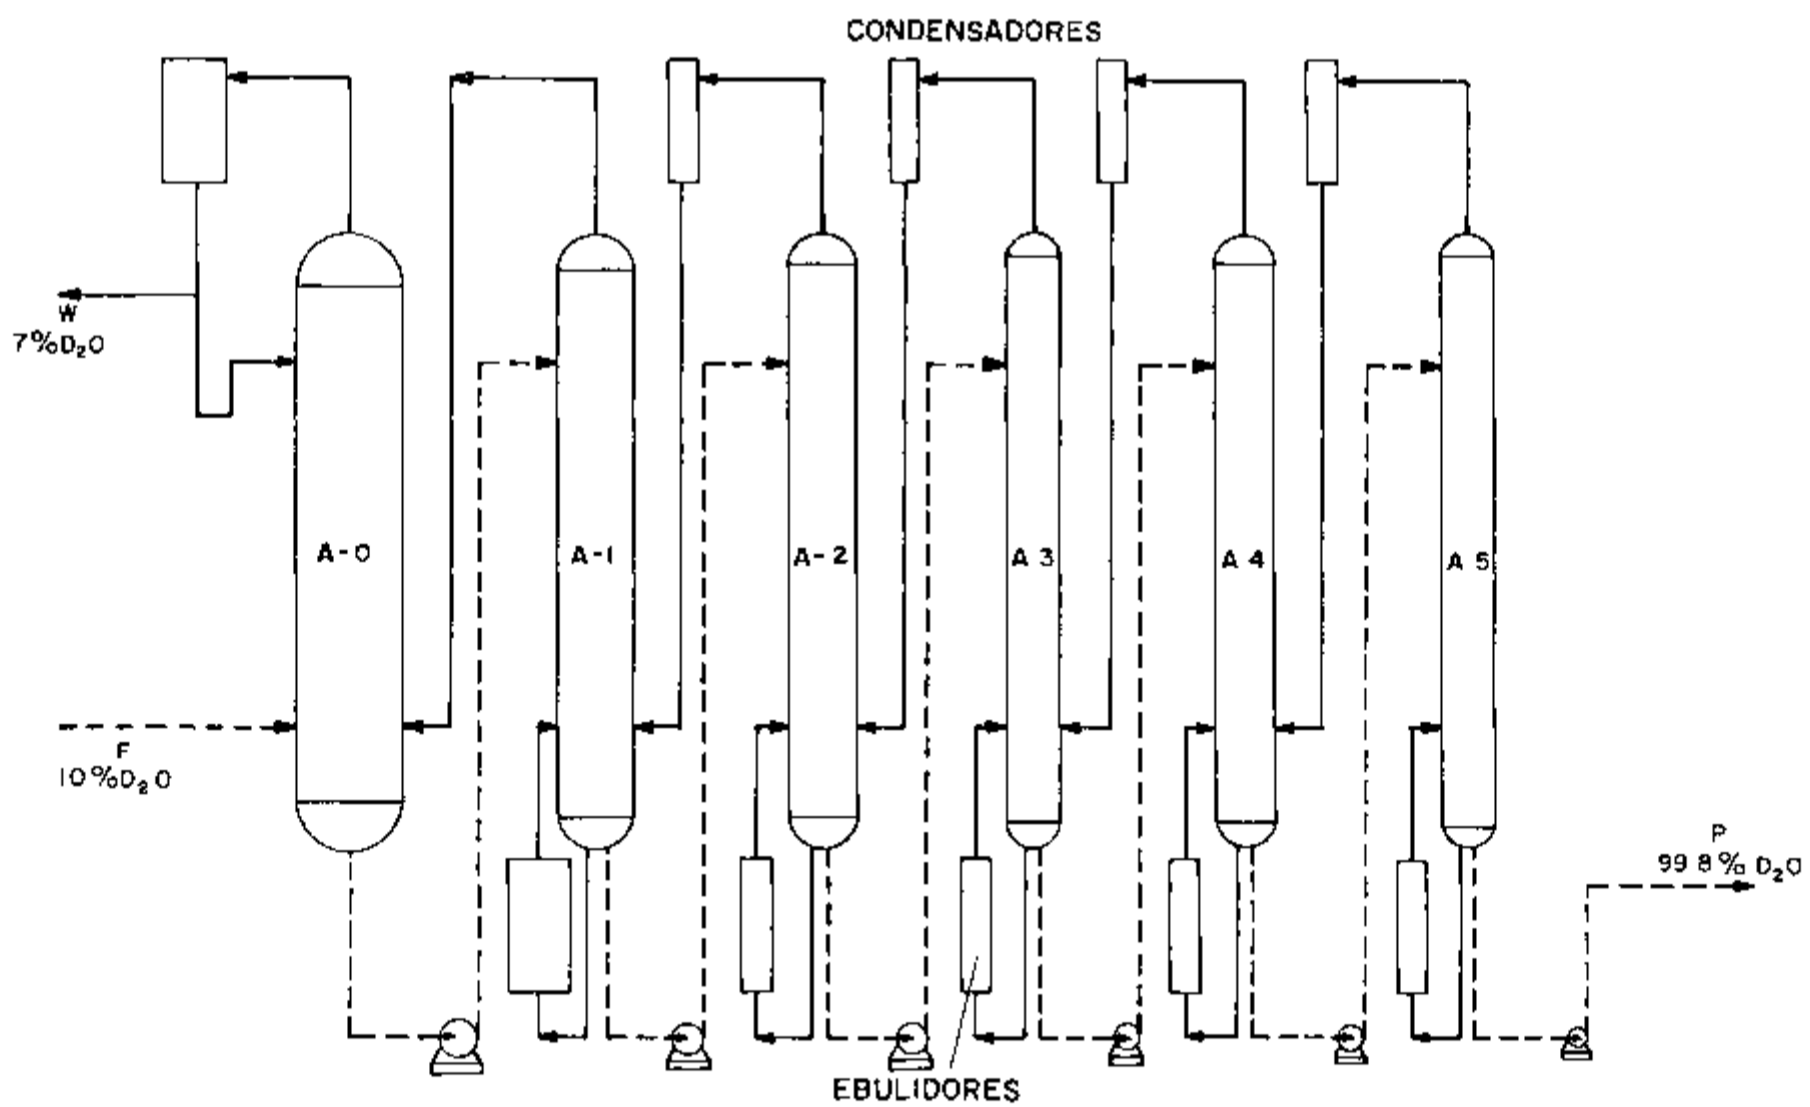 CONDENSADORES
W
7%D₂O
A-0
A-1
A-2
A 3
A 4
A 5
F
10%D₂O
P
99 8% D₂O
EBULIDORES